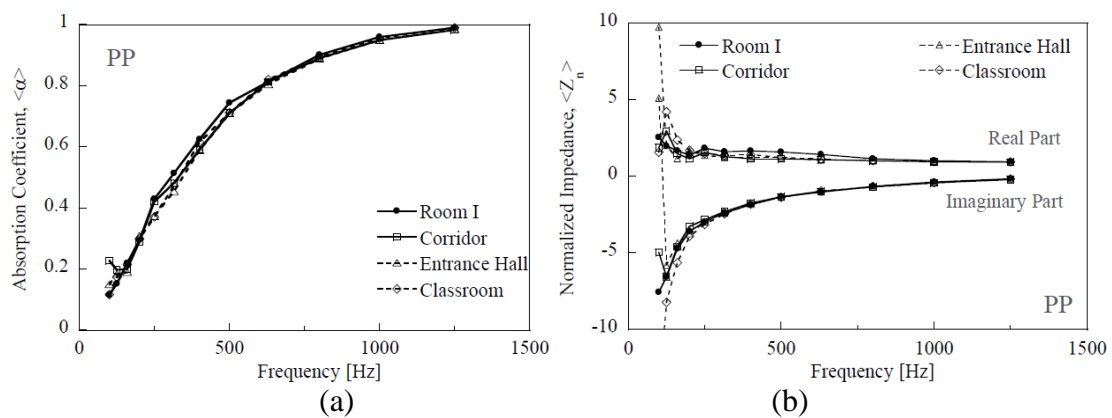 PP
1
0.8
0.6
0.4
0.2
0
Absorption Coefficient, <α>
Room I
Corridor
Entrance Hall
Classroom
0 500 1000 1500
Frequency [Hz]
(a)
10
5
0
-5
-10
Normalized Impedance, <Z_n>
Room I Entrance Hall
Corridor Classroom
Real Part
Imaginary Part
PP
0 500 1000 1500
Frequency [Hz]
(b)